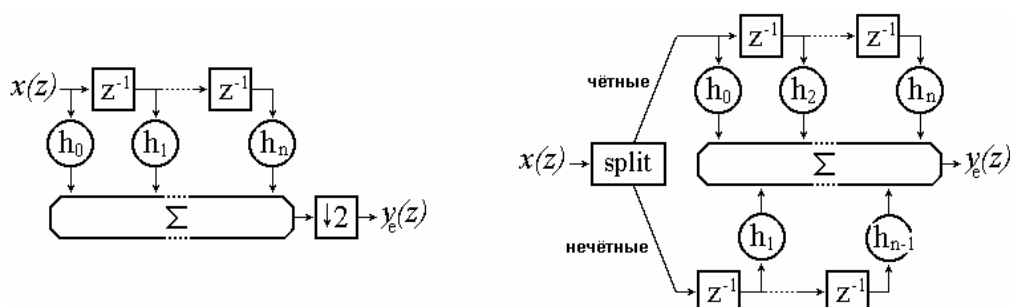 x(z) z⁻¹ z⁻¹
h₀ h₁ hₙ
Σ ↓2 yₑ(z)
z⁻¹ z⁻¹
чётные h₀ h₂ hₙ
x(z) split Σ yₑ(z)
нечётные h₁ hₙ₋₁
z⁻¹ z⁻¹